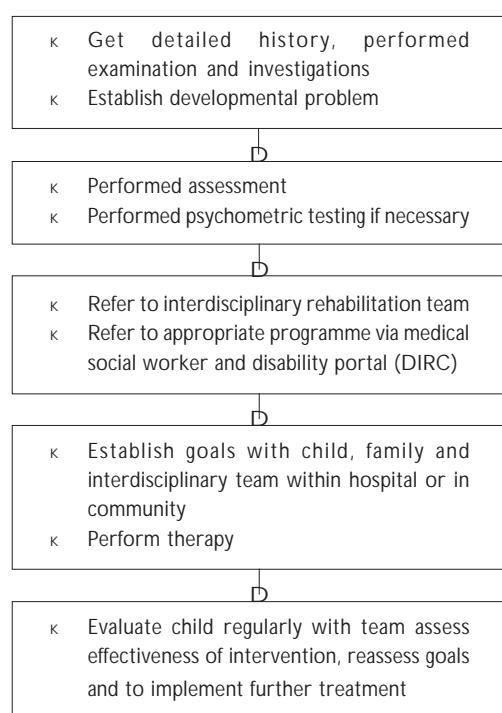 κ Get detailed history, performed
examination and investigations
κ Establish developmental problem
D
κ Performed assessment
κ Performed psychometric testing if necessary
D
κ Refer to interdisciplinary rehabilitation team
κ Refer to appropriate programme via medical
social worker and disability portal (DIRC)
D
κ Establish goals with child, family and
interdisciplinary team within hospital or in
community
κ Perform therapy
D
κ Evaluate child regularly with team assess
effectiveness of intervention, reassess goals
and to implement further treatment